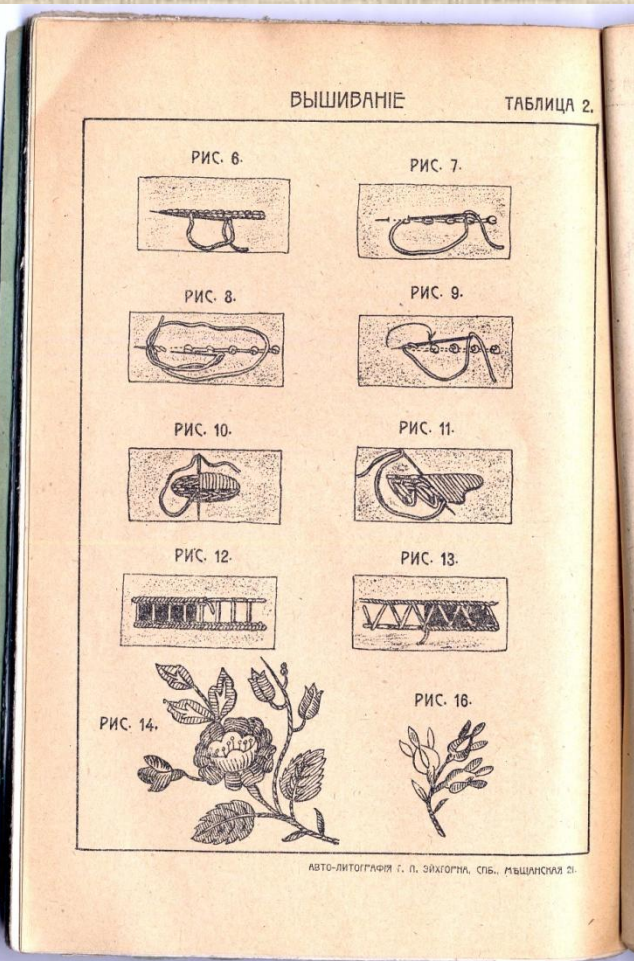 ВЫШИВАНІЕ
ТАБЛИЦА 2.
РИС. 6.
РИС. 7.
РИС. 8.
РИС. 9.
РИС. 10.
РИС. 11.
РИС. 12.
РИС. 13.
РИС. 14.
РИС. 16.
АВТО-ЛИТОГРАФІЯ Г. П. ЭЙХГОРНА, СПБ., МѢЩАНСКАЯ